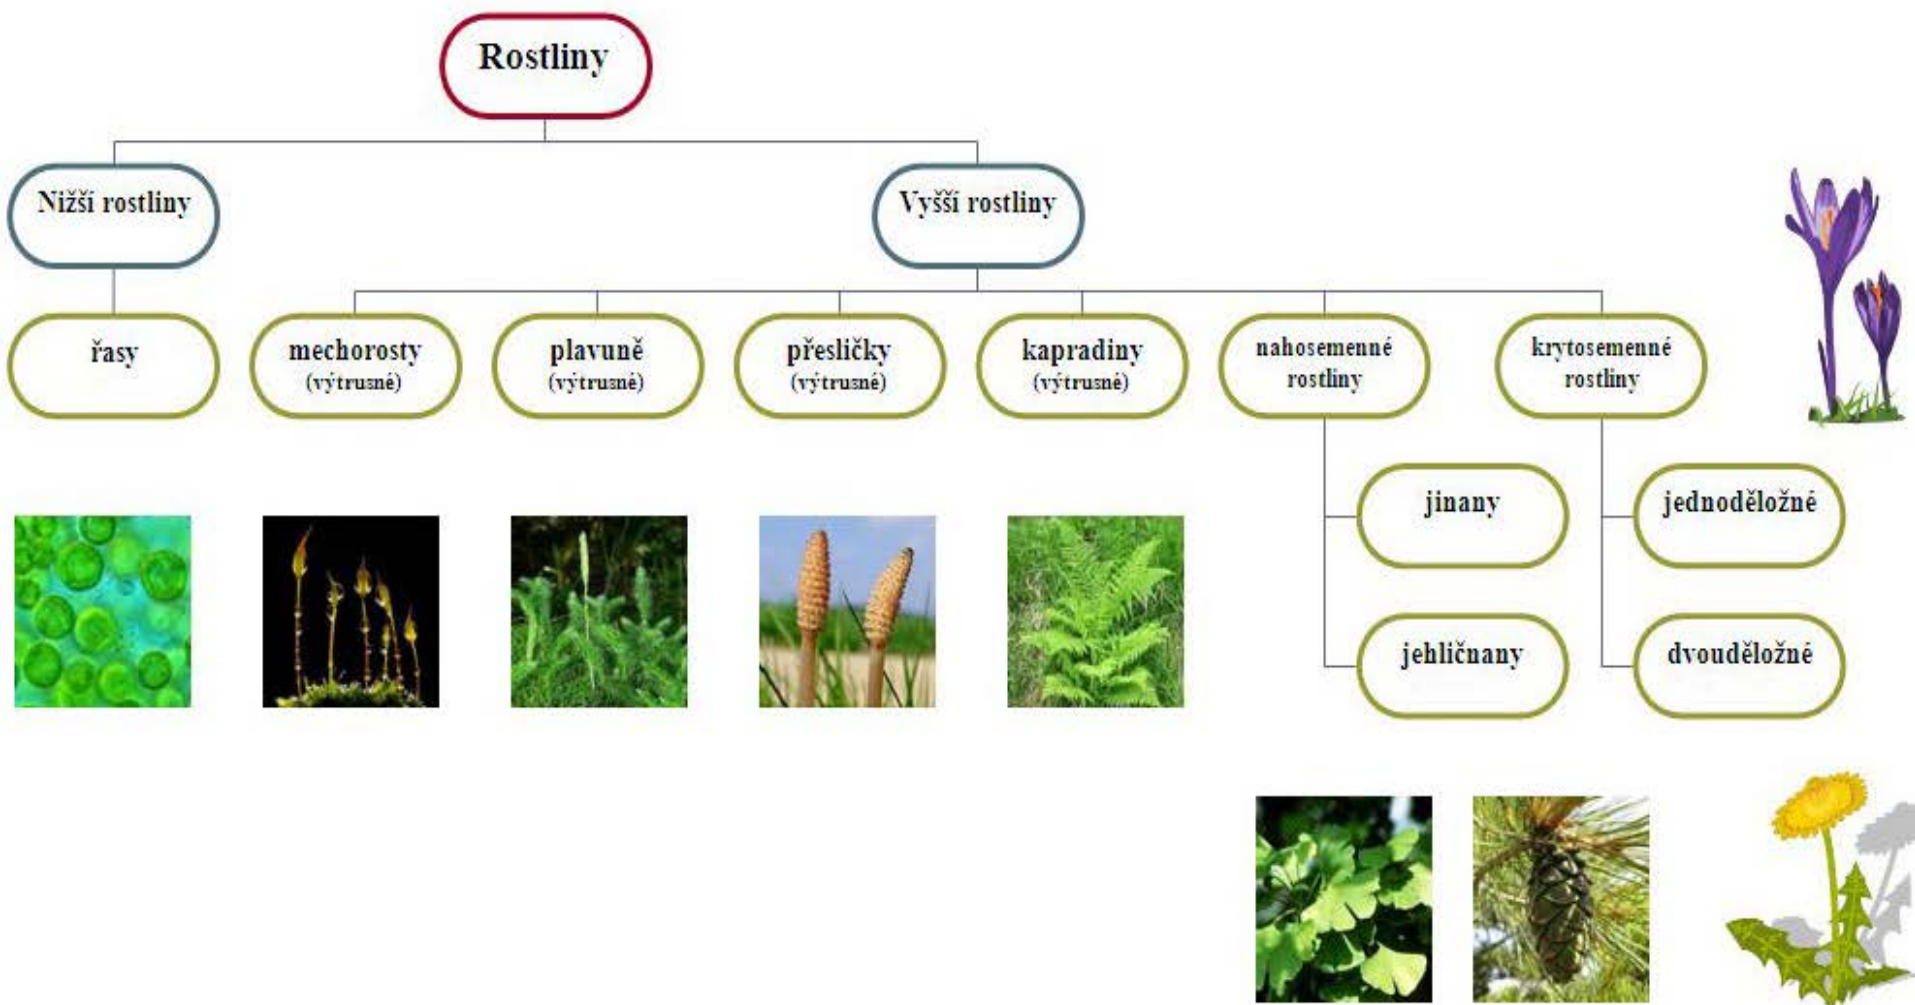 Rostliny
Nižší rostliny
Vyšší rostliny
řasy
mechorosty
(výtrusné)
plavuně
(výtrusné)
přesličky
(výtrusné)
kapradiny
(výtrusné)
nahosemenné
rostliny
krytosemenné
rostliny
jinany
jednoděložné
jehličnany
dvouděložné